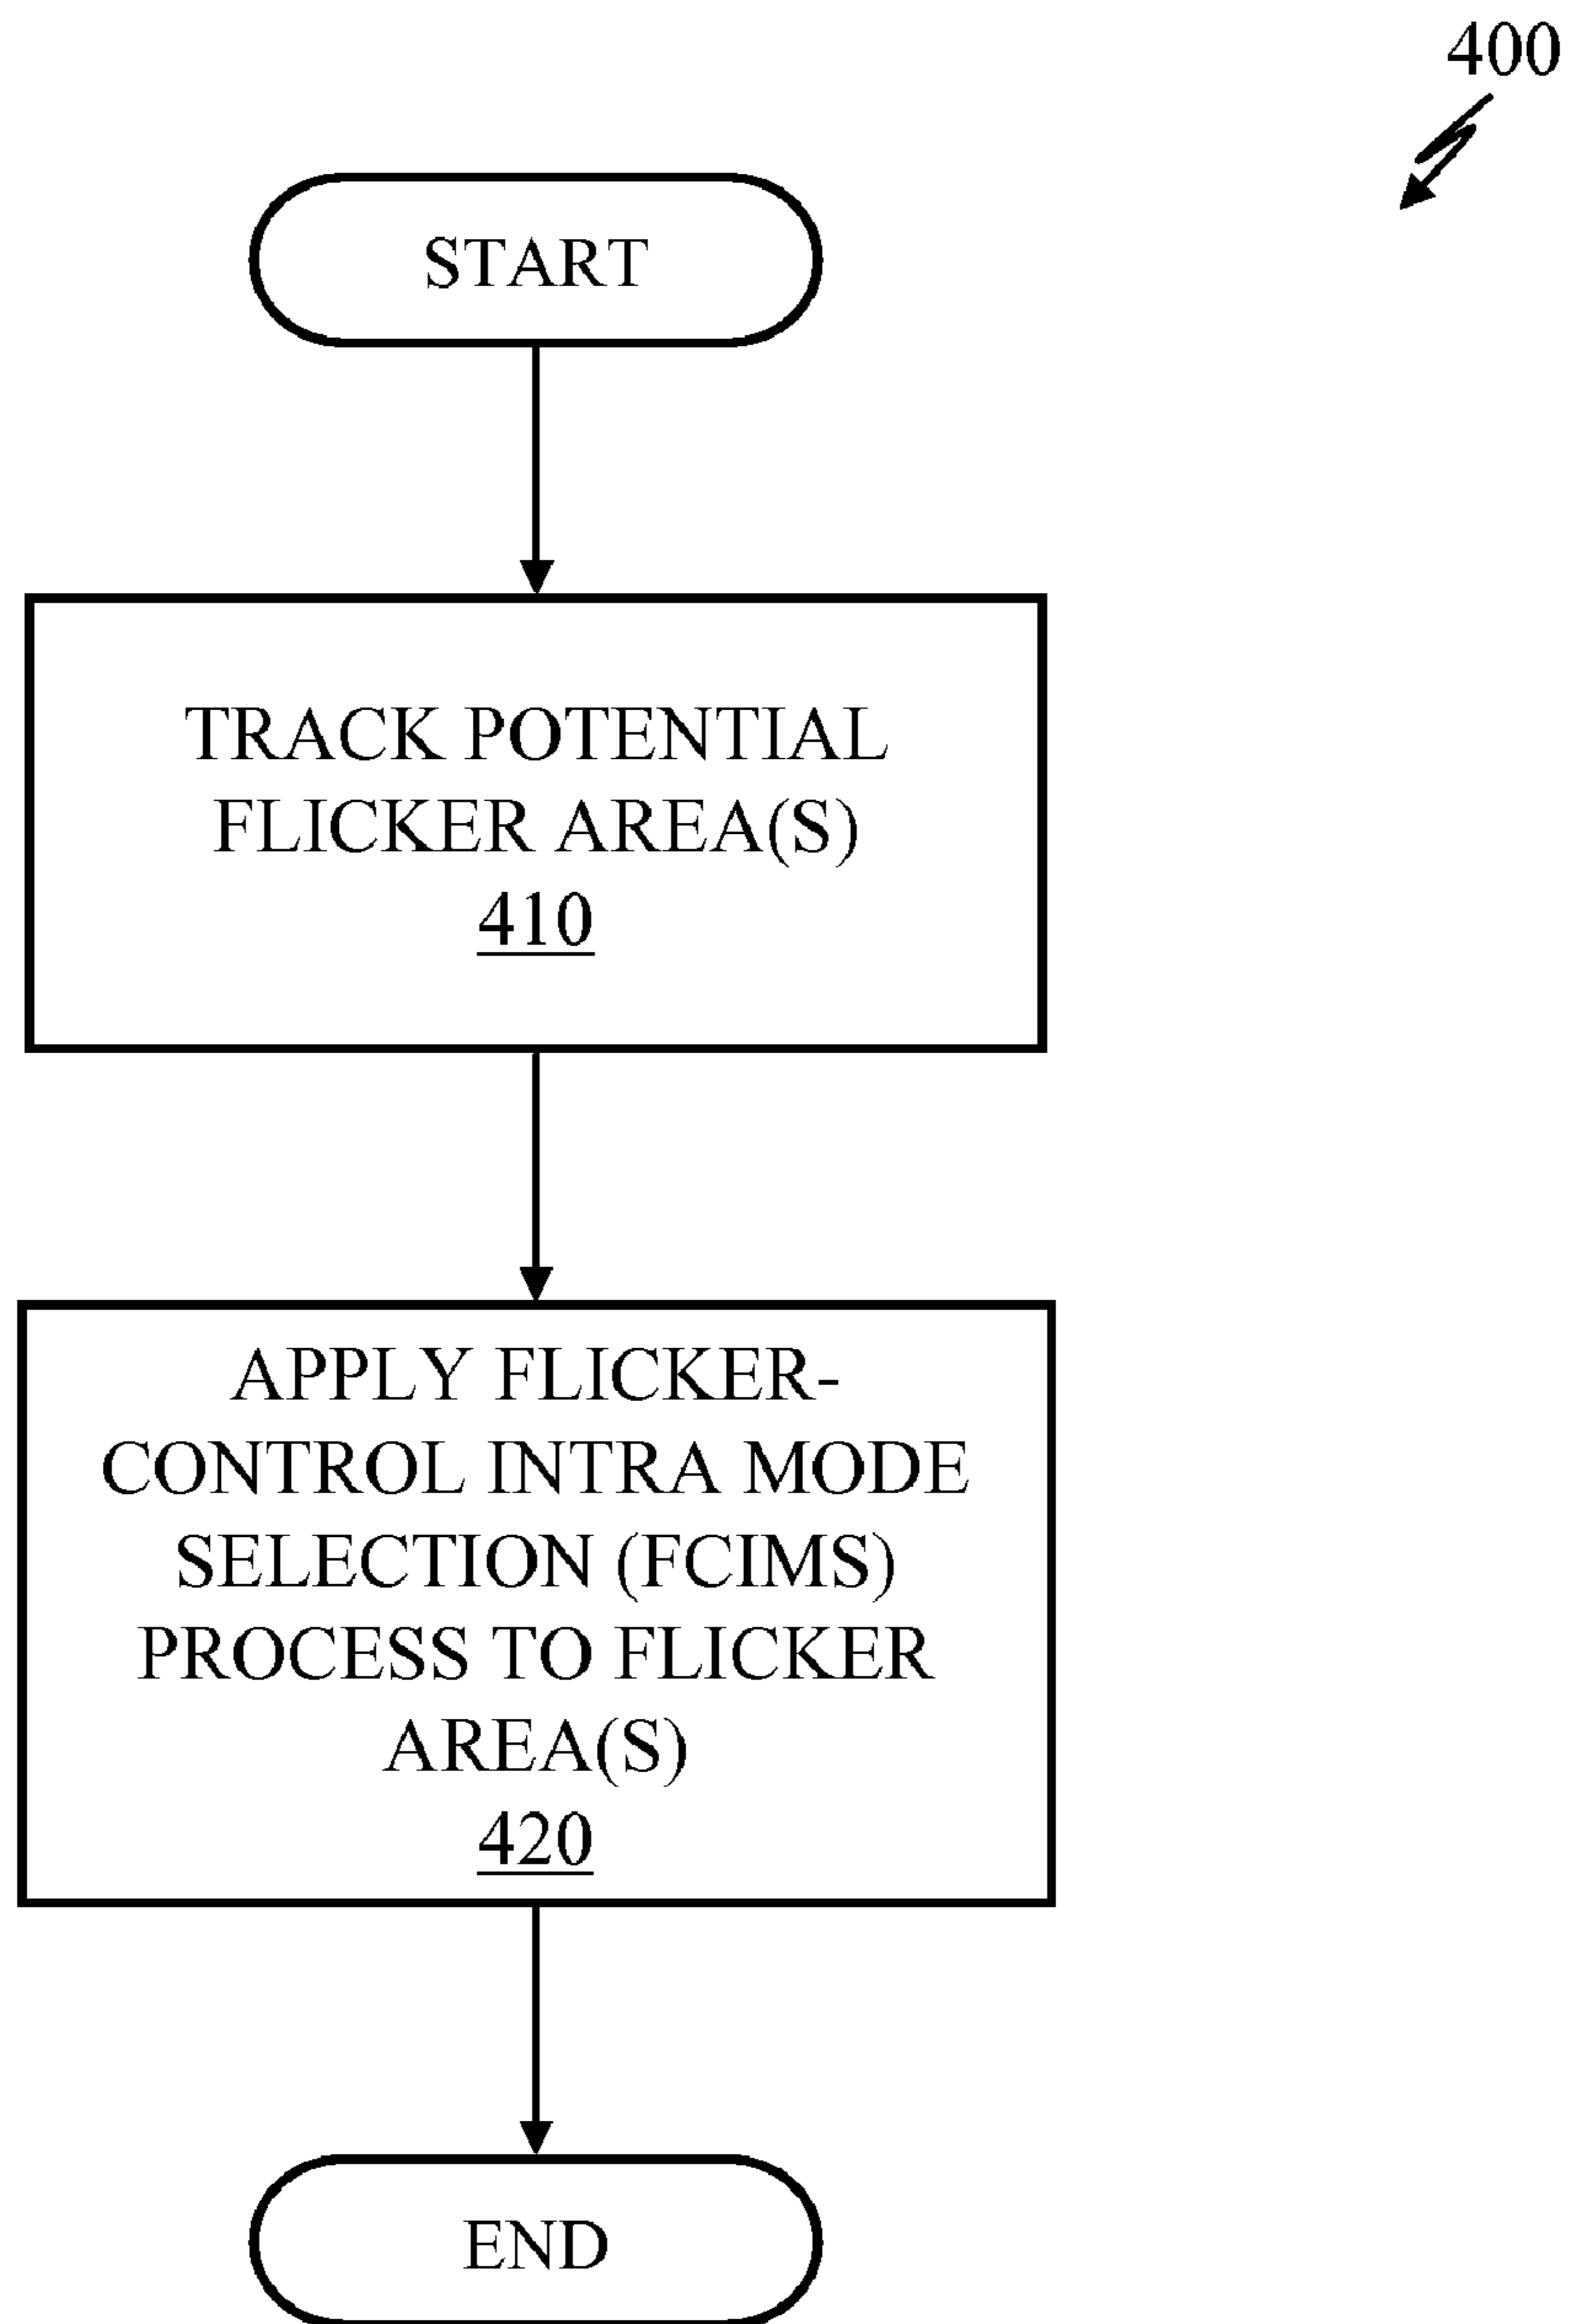 400
START
TRACK POTENTIAL
FLICKER AREA(S)
410
APPLY FLICKER-
CONTROL INTRA MODE
SELECTION (FCIMS)
PROCESS TO FLICKER
AREA(S)
420
END